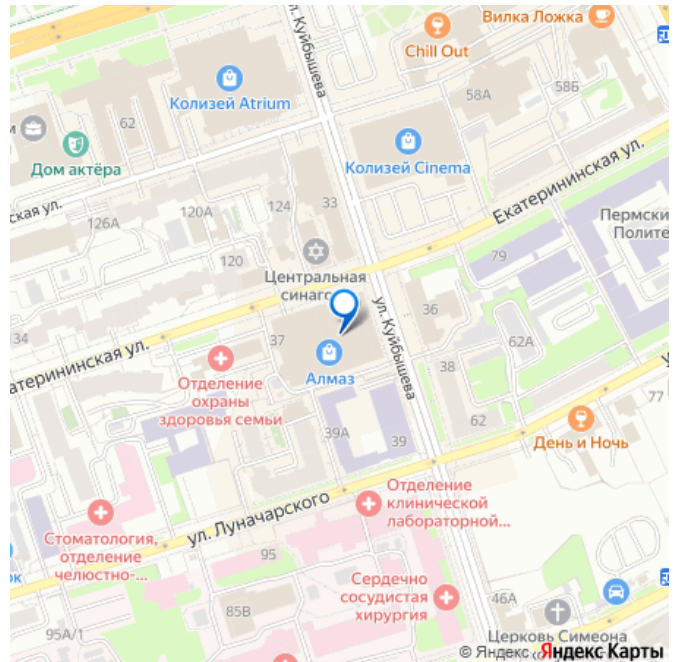 Вилка Ложка
Chill Out
ул. Куйбышева
58Б
58А
Колизей Atrium
62
Дом актёра
Колизей Cinema
Екатерининская ул.
ская ул.
126А
120А
124
33
Пермски
Полите
120
Центральная
синаго
79
34
37
36
ул. Куйбышева
62А
атерининская ул.
Алмаз
38
Отделение
охраны
здоровья семьи
77
62
39А
39
День и Ночь
ул. Луначарского
Отделение
клинической
лабораторной...
Стоматология,
отделение
челюстно-...
ок
95
Сердечно
сосудистая
хирургия
46А
85В
95А/1
Церковь Симеона
© Яндекс Яндекс Карты